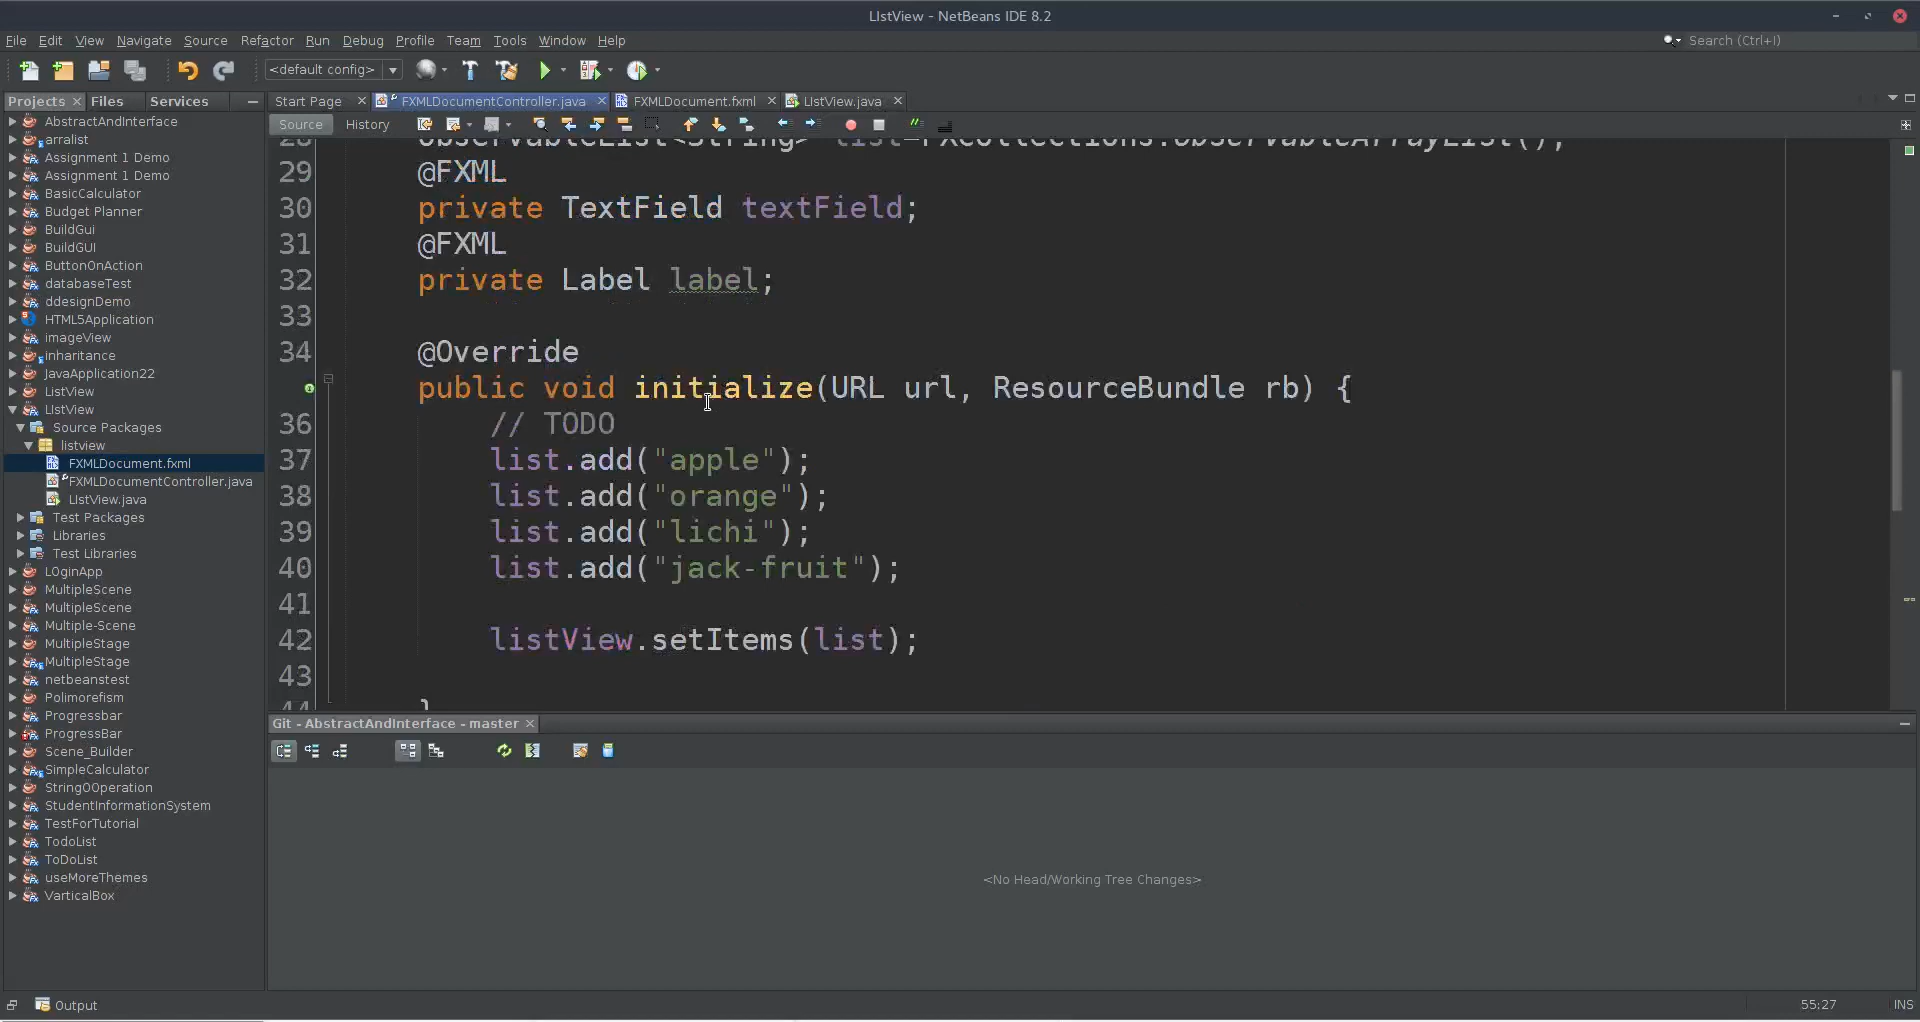 LIstView - NetBeans IDE 8.2
File Edit View Navigate Source Refactor Run Debug Profile Team Tools Window Help
Search (Ctrl+I)
<default config>
Projects Files Services
Start Page FXMLDocumentController.java FXMLDocument.fxml LIstView.java
Source History
AbstractAndInterface
arralist
Assignment 1 Demo
Assignment 1 Demo
BasicCalculator
Budget Planner
BuildGui
BuildGUI
ButtonOnAction
databaseTest
ddesignDemo
HTML5Application
imageView
inheritance
JavaApplication22
ListView
LIstView
Source Packages
listview
FXMLDocument.fxml
FXMLDocumentController.java
LIstView.java
Test Packages
Libraries
Test Libraries
LOginApp
MultipleScene
MultipleScene
Multiple-Scene
MultipleStage
MultipleStage
netbeanstest
Polimorefism
Progressbar
ProgressBar
Scene_Builder
SimpleCalculator
StringOOperation
StudentInformationSystem
TestForTutorial
TodoList
ToDoList
useMoreThemes
VarticalBox
28 ObservableList<String> list=FXCollections.observableArrayList();
29 @FXML
30 private TextField textField;
31 @FXML
32 private Label label;
33
34 @Override
public void initialize(URL url, ResourceBundle rb) {
36 // TODO
37 list.add("apple");
38 list.add("orange");
39 list.add("lichi");
40 list.add("jack-fruit");
41
42 listView.setItems(list);
43
44 }
Git - AbstractAndInterface - master
<No Head/Working Tree Changes>
Output
55:27 INS